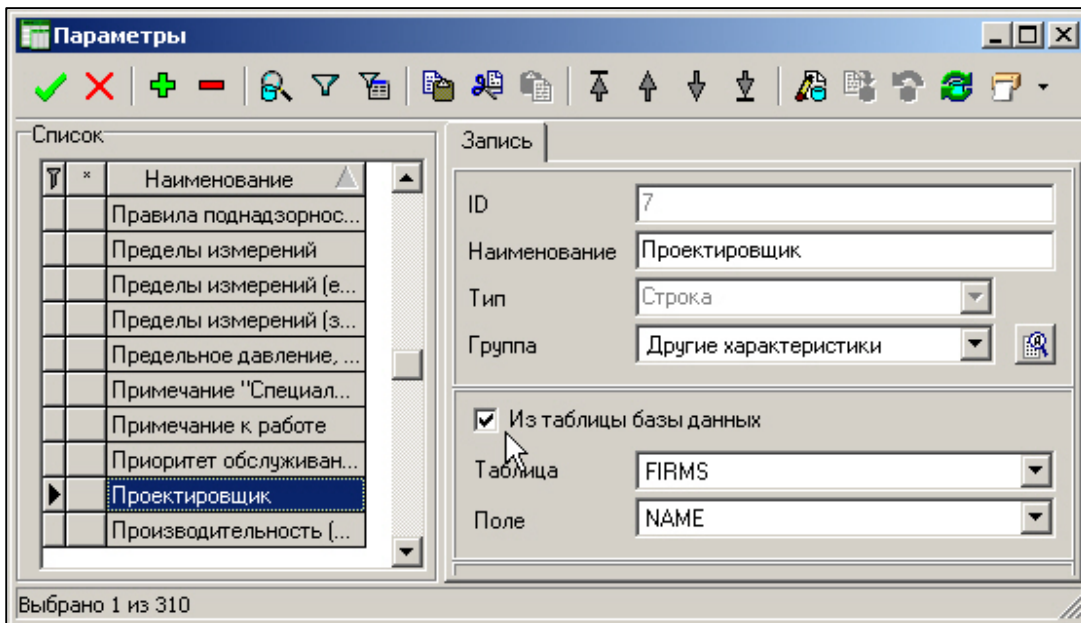 Параметры
Список
Наименование
Правила поднадзорнос...
Пределы измерений
Пределы измерений (е...
Пределы измерений (з...
Предельное давление, ...
Примечание "Специал...
Примечание к работе
Приоритет обслуживан...
Проектировщик
Производительность (...
Запись
ID 7
Наименование Проектировщик
Тип Строка
Группа Другие характеристики
Из таблицы базы данных
Таблица FIRMS
Поле NAME
Выбрано 1 из 310